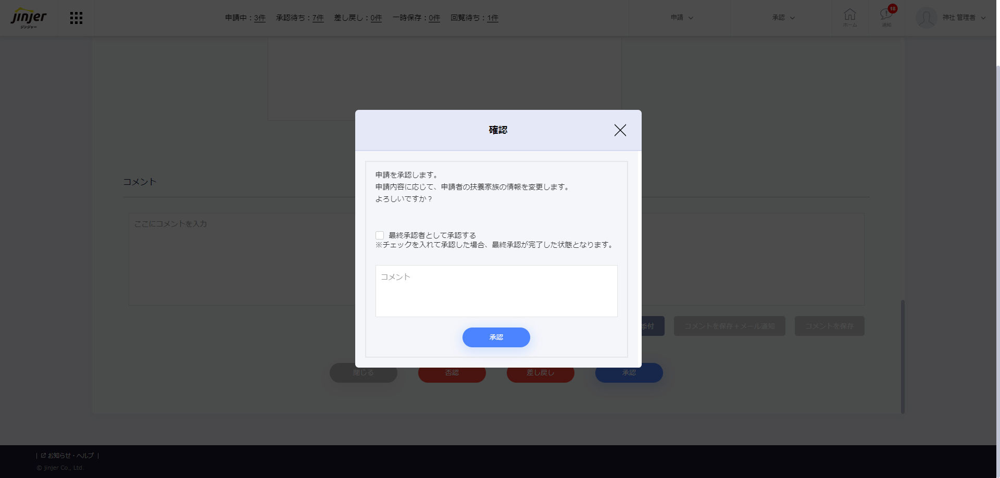 jinjer
ジンジャー
申請中：3件 承認待ち：7件 差し戻し：0件 一時保存：0件 回覧待ち：1件
申請
承認
ホーム
18
通知
神社 管理者
確認
申請を承認します。
申請内容に応じて、申請者の扶養家族の情報を変更します。
よろしいですか？
コメント
ここにコメントを入力
最終承認者として承認する
※チェックを入れて承認した場合、最終承認が完了した状態となります。
コメント
添付
コメントを保存＋メール通知
コメントを保存
承認
閉じる
否認
差し戻し
承認
| お知らせ・ヘルプ |
© jinjer Co., Ltd.